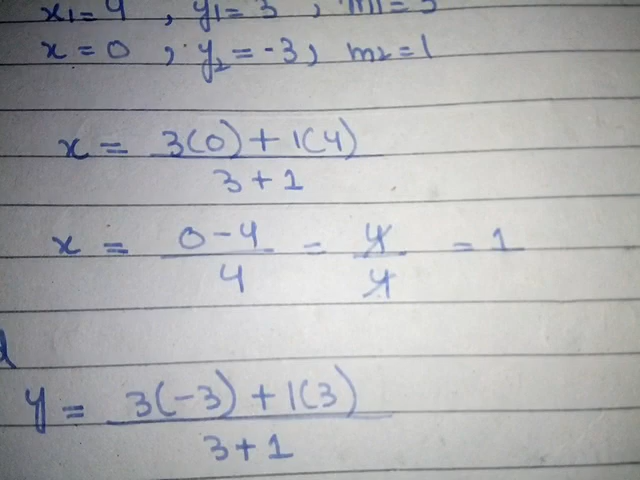 x₁ = 4 , y₁ = 3 , m₁ = 3
x = 0 , y₂ = -3 , m₂ = 1
x = 3(0) + 1(4)
3 + 1
x = 0 - 4 = 4 = 1
4 4
y = 3(-3) + 1(3)
3 + 1